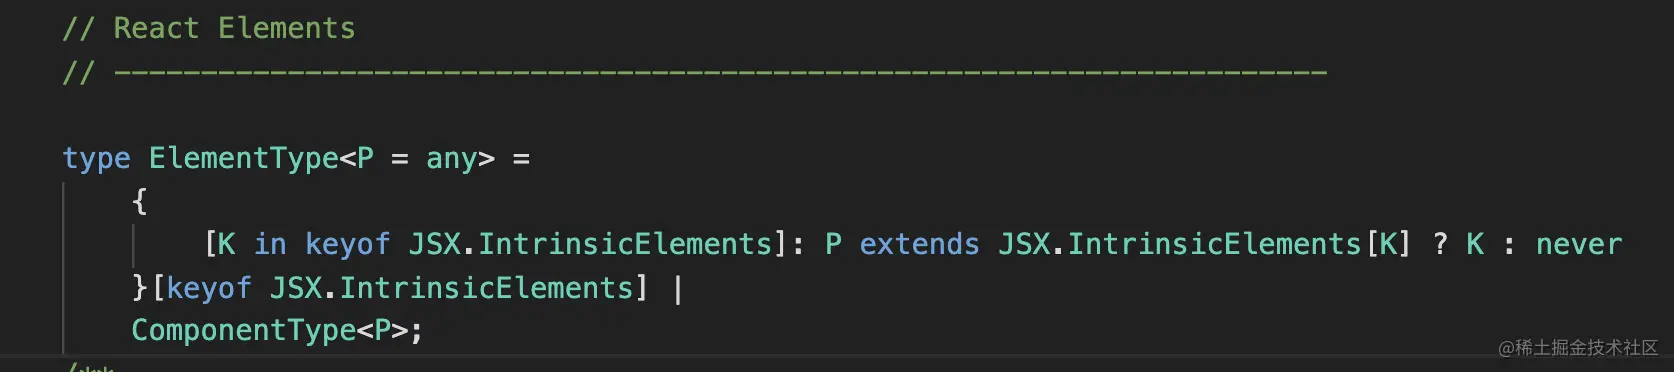 // React Elements
// ----------------------------------------------------------------------
type ElementType<P = any> =
{
[K in keyof JSX.IntrinsicElements]: P extends JSX.IntrinsicElements[K] ? K : never
}[keyof JSX.IntrinsicElements] |
ComponentType<P>;
/**
@稀土掘金技术社区